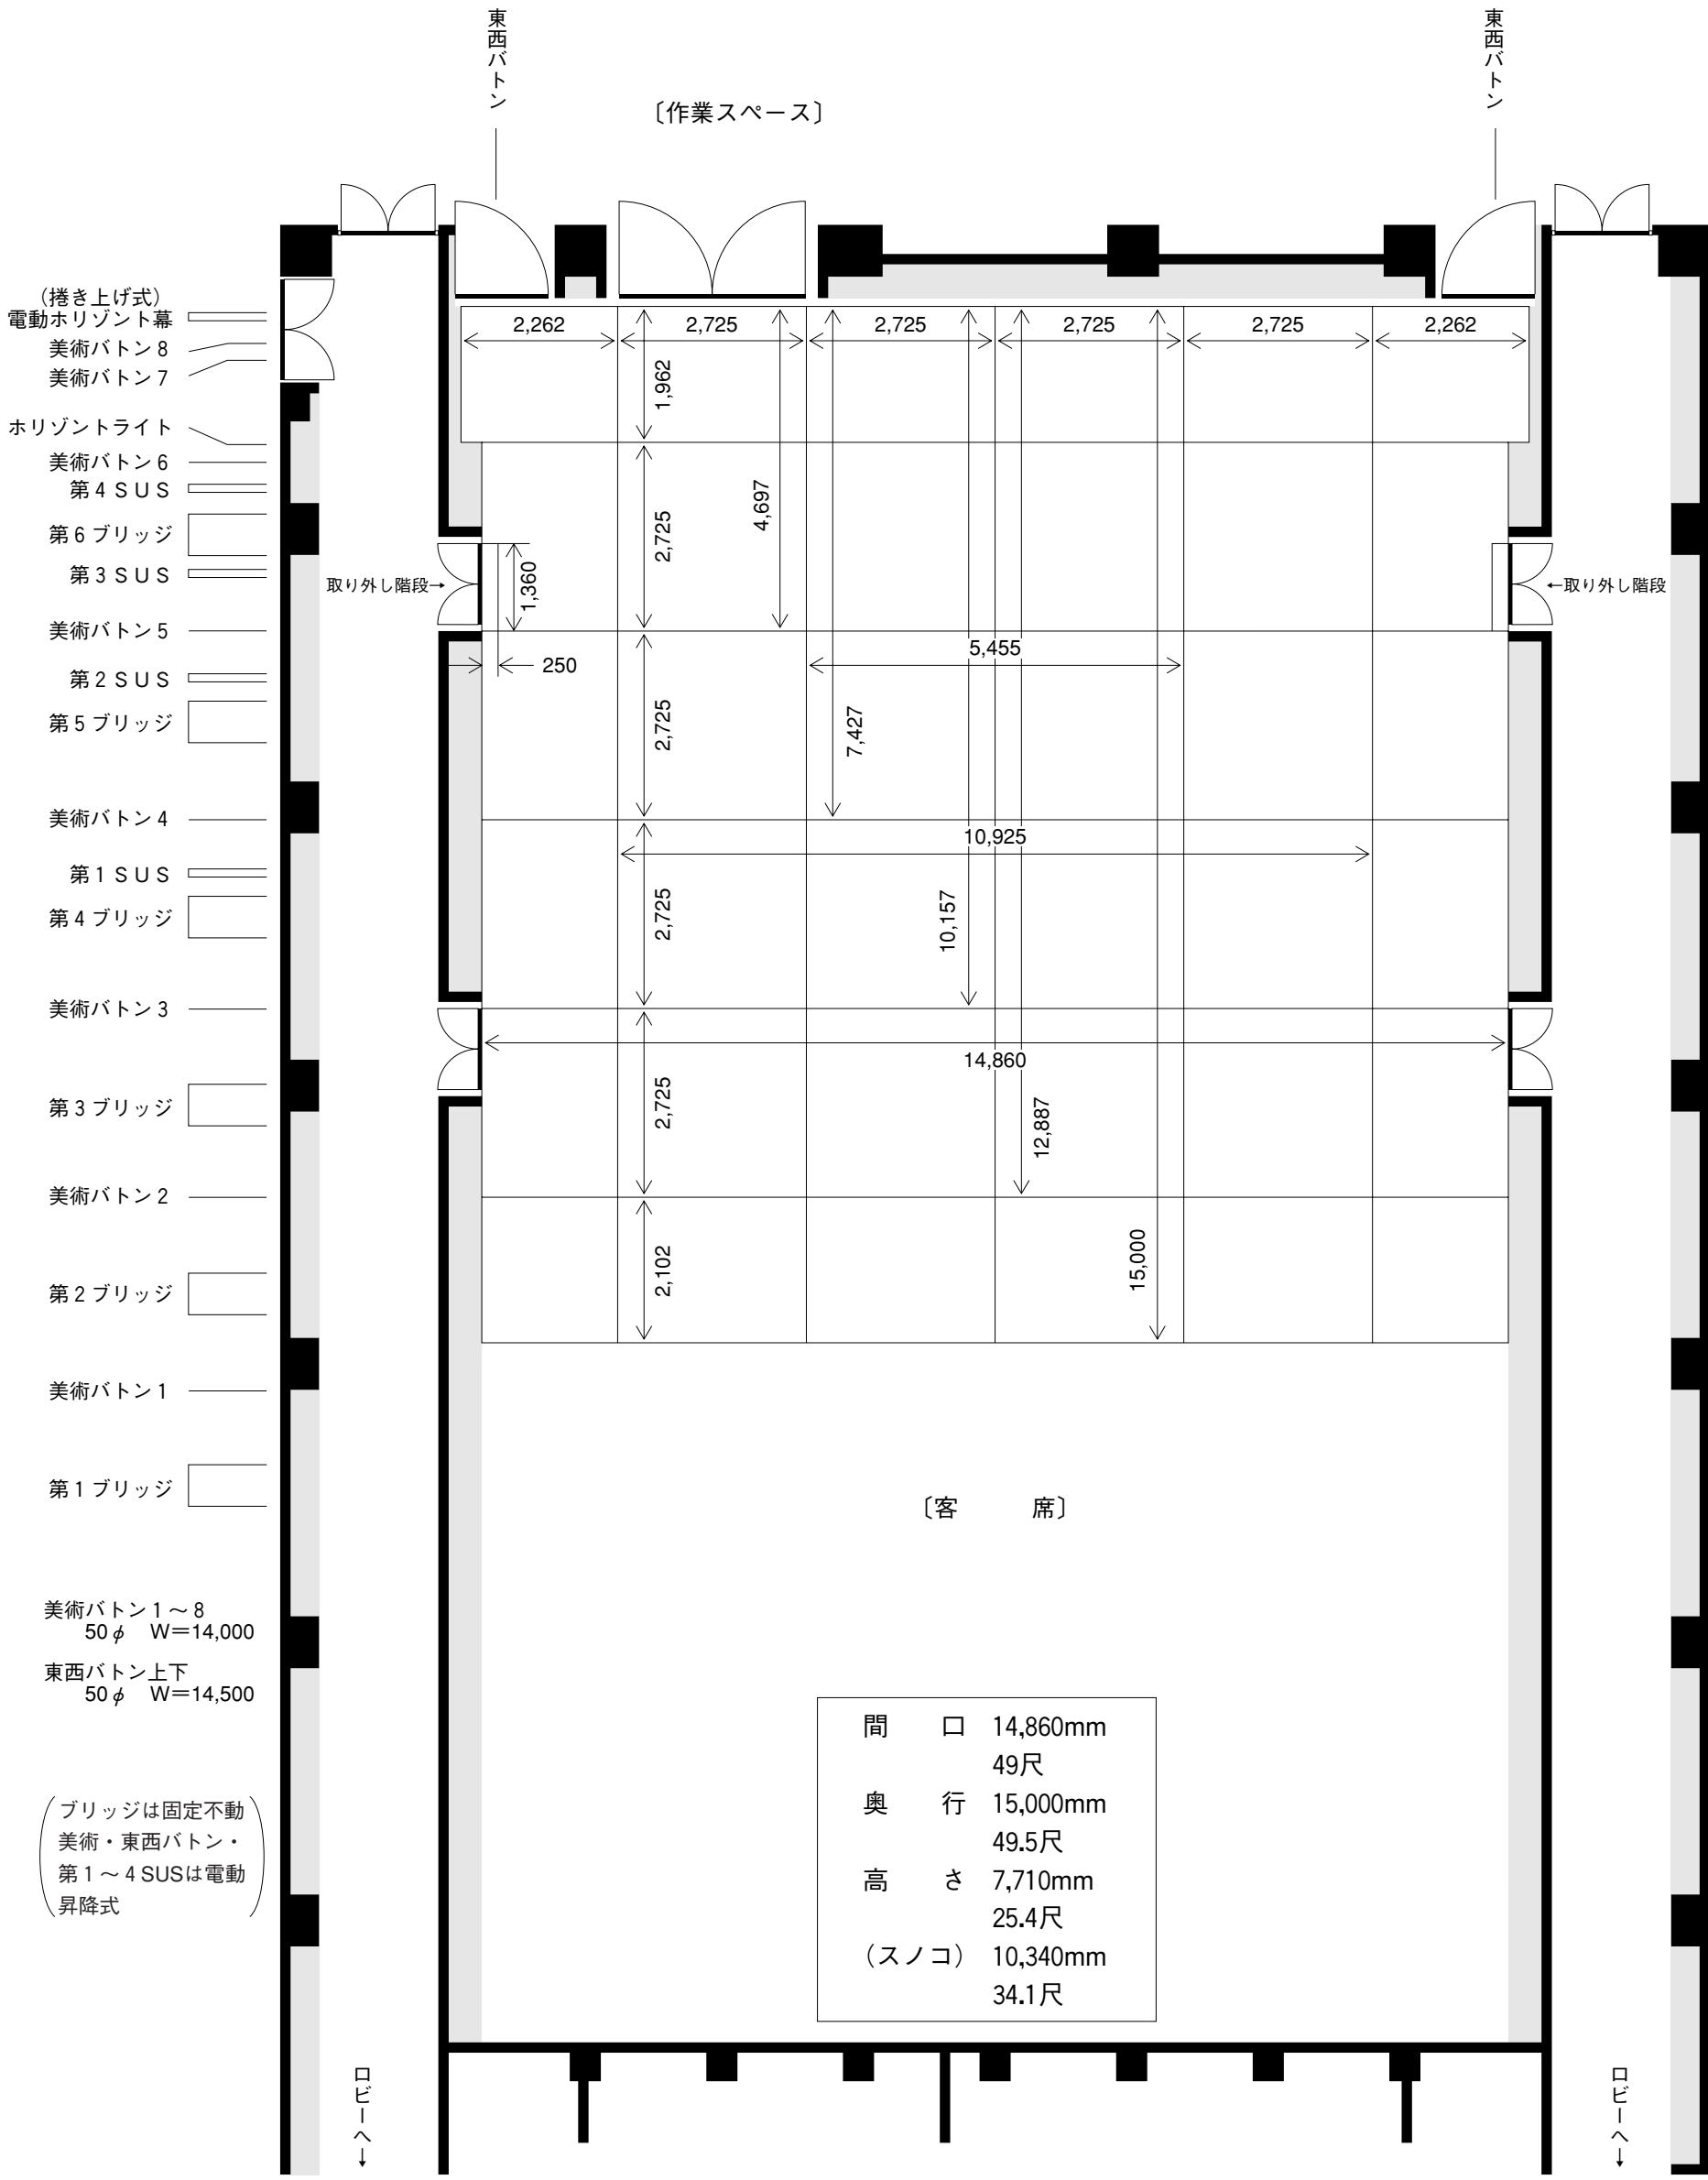 東西バトン
東西バトン
〔作業スペース〕
（捲き上げ式）
電動ホリゾント幕
美術バトン８
美術バトン７
ホリゾントライト
美術バトン６
第４ＳＵＳ
第６ブリッジ
第３ＳＵＳ
美術バトン５
第２ＳＵＳ
第５ブリッジ
美術バトン４
第１ＳＵＳ
第４ブリッジ
美術バトン３
第３ブリッジ
美術バトン２
第２ブリッジ
美術バトン１
第１ブリッジ
2,262
2,725
2,725
2,725
2,725
2,262
1,962
4,697
2,725
取り外し階段→
1,360
←取り外し階段
5,455
250
2,725
7,427
10,925
2,725
10,157
14,860
2,725
12,887
2,102
15,000
〔客　　席〕
美術バトン１～８
50φ　W＝14,000
東西バトン上下
50φ　W＝14,500
ブリッジは固定不動
美術・東西バトン・
第１～４SUSは電動
昇降式
間　口　14,860mm
49尺
奥　行　15,000mm
49.5尺
高　さ　7,710mm
25.4尺
（スノコ）　10,340mm
34.1尺
ロビーへ→
ロビーへ→